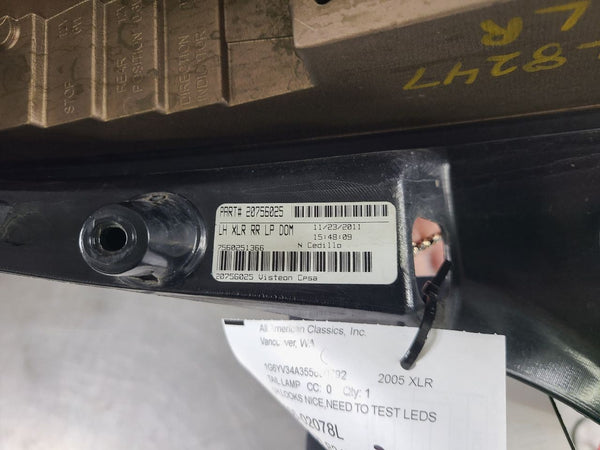 STOP
REAR
POSITION
DIRECTION
INDICATOR
8247
L R
PART# 20756025
LH XLR RR LP DOM 11/23/2011
15:48:09
7560251366 N Cedillo
20756025 Visteon Cpsa
All American Classics, Inc.
Vancouver, WA
2005 XLR
TAIL LAMP CC: 0 Qty: 1
LOOKS NICE,NEED TO TEST LEDS
02078L